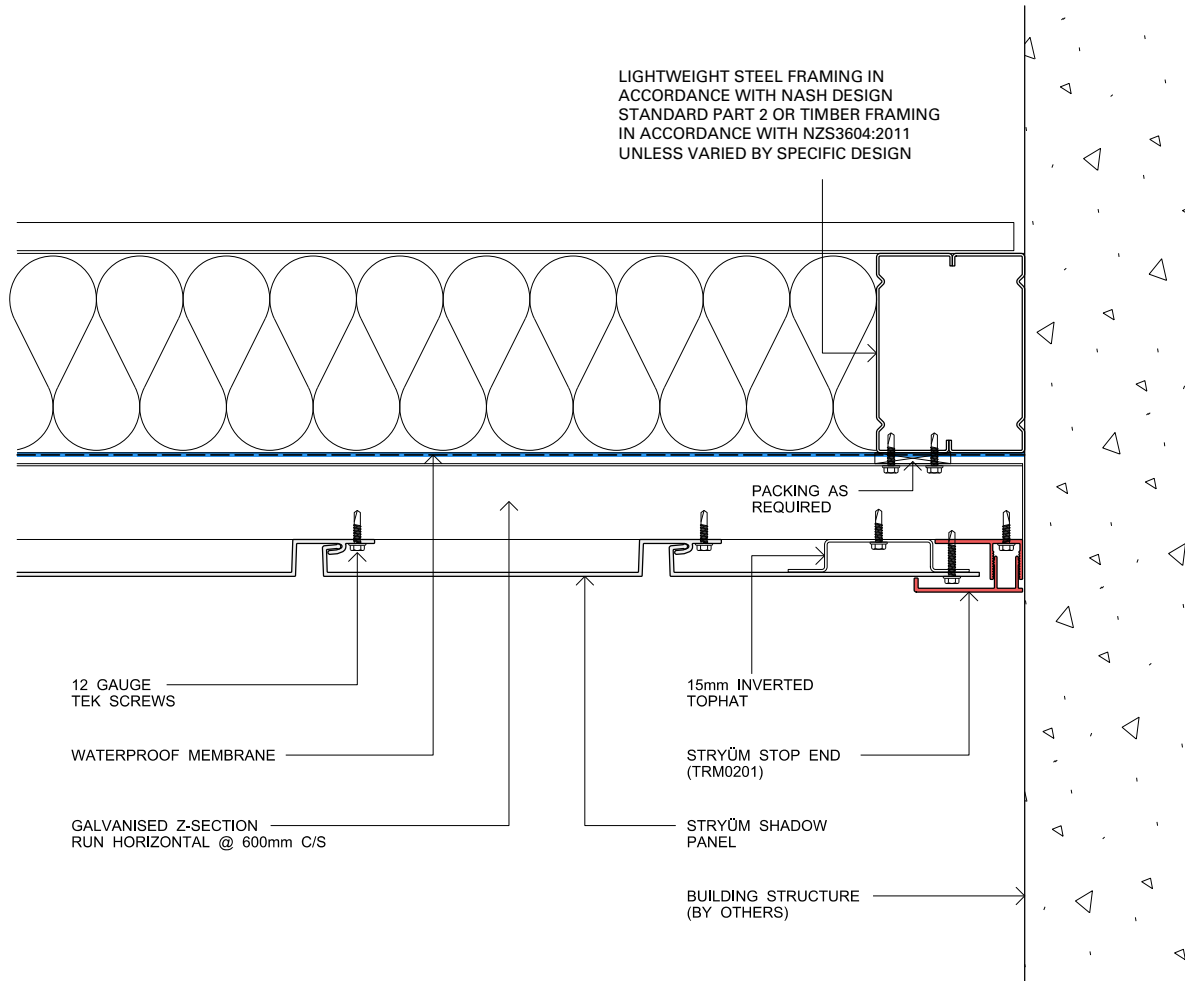 LIGHTWEIGHT STEEL FRAMING IN
ACCORDANCE WITH NASH DESIGN
STANDARD PART 2 OR TIMBER FRAMING
IN ACCORDANCE WITH NZS3604:2011
UNLESS VARIED BY SPECIFIC DESIGN
PACKING AS
REQUIRED
12 GAUGE
TEK SCREWS
WATERPROOF MEMBRANE
GALVANISED Z-SECTION
RUN HORIZONTAL @ 600mm C/S
15mm INVERTED
TOPHAT
STRYÜM STOP END
(TRM0201)
STRYÜM SHADOW
PANEL
BUILDING STRUCTURE
(BY OTHERS)